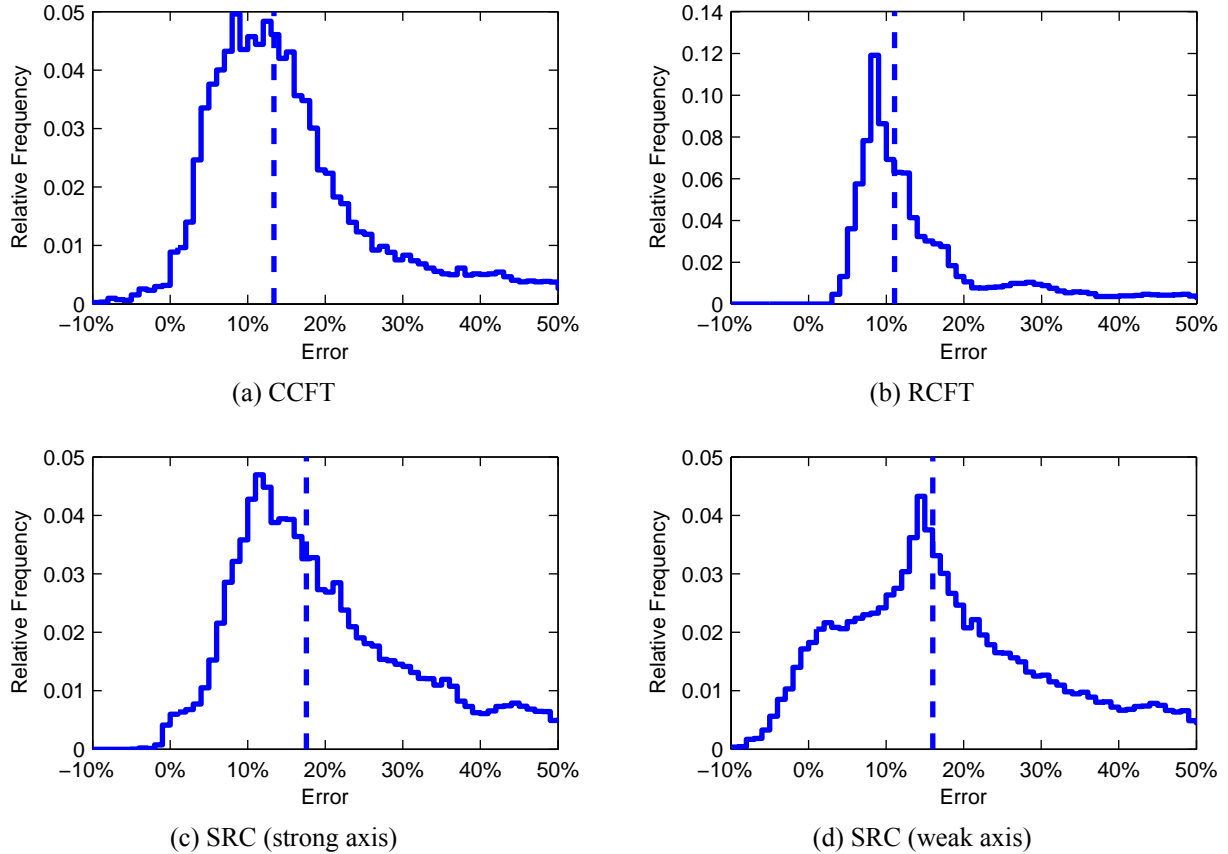 0.05
0.04
0.03
0.02
0.01
0
Relative Frequency
−10% 0% 10% 20% 30% 40% 50%
Error
(a) CCFT
0.14
0.12
0.10
0.08
0.06
0.04
0.02
0.00
Relative Frequency
−10% 0% 10% 20% 30% 40% 50%
Error
(b) RCFT
0.05
0.04
0.03
0.02
0.01
0
Relative Frequency
−10% 0% 10% 20% 30% 40% 50%
Error
(c) SRC (strong axis)
0.05
0.04
0.03
0.02
0.01
0
Relative Frequency
−10% 0% 10% 20% 30% 40% 50%
Error
(d) SRC (weak axis)